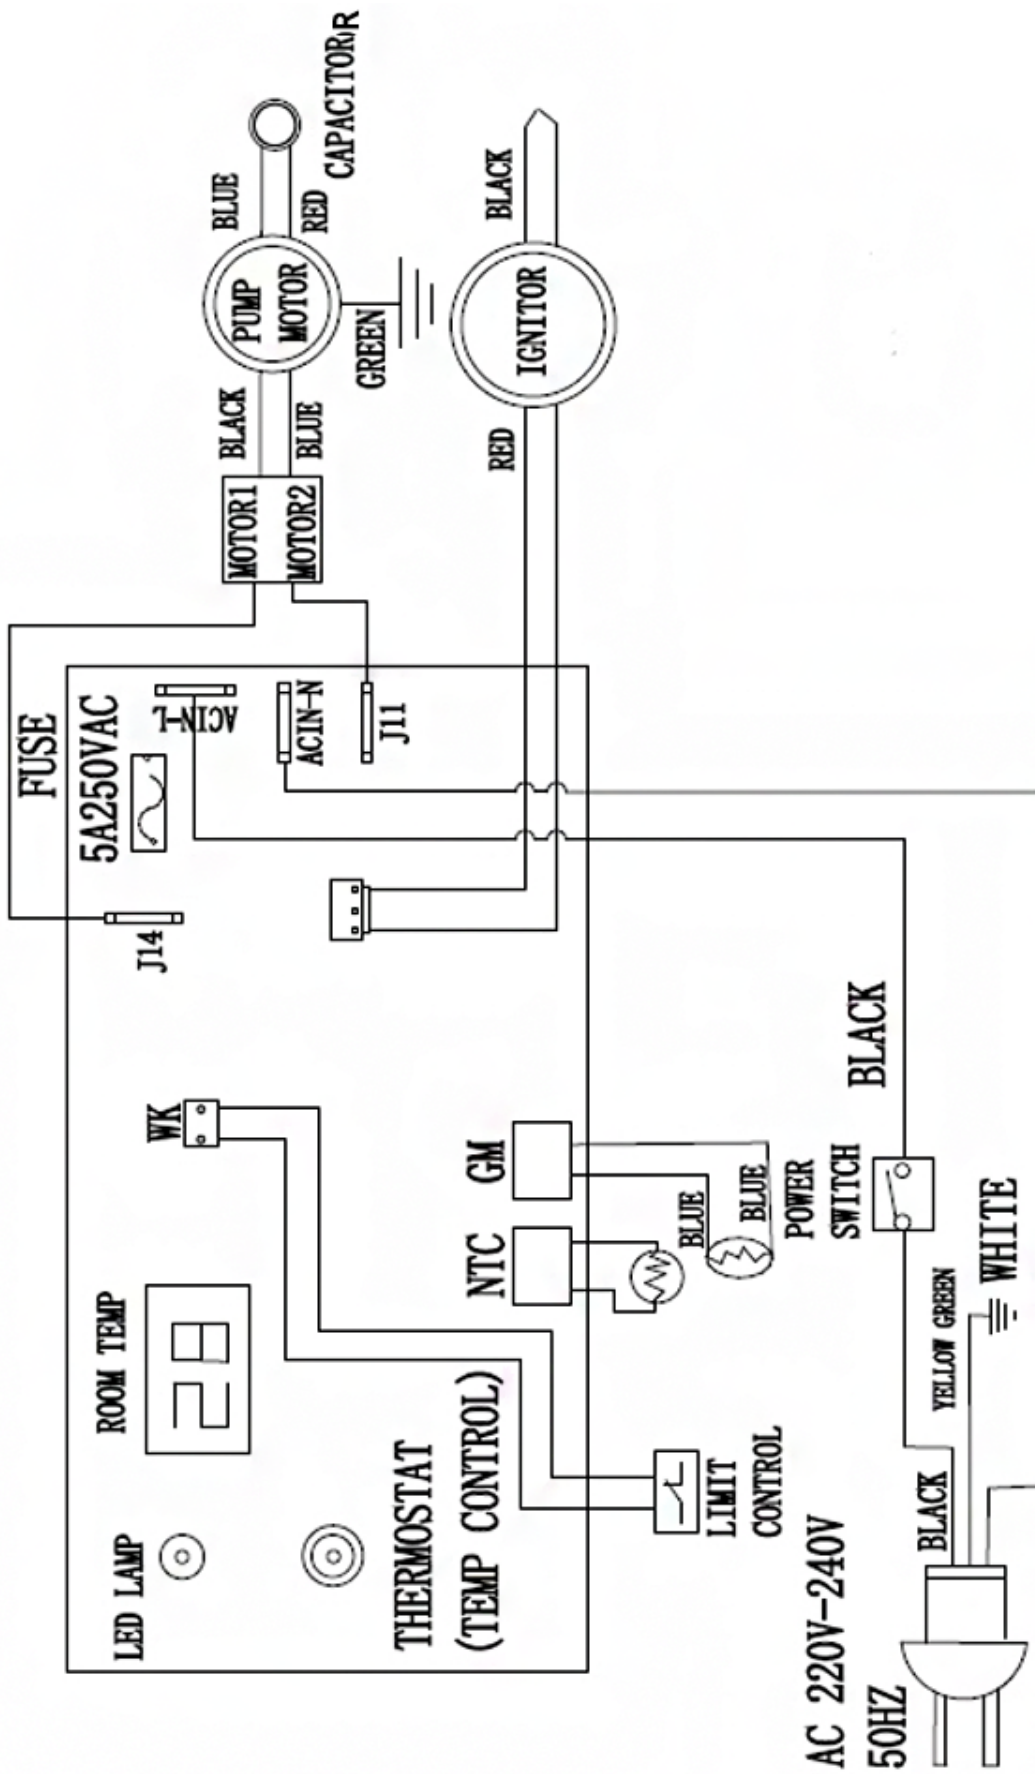 LED LAMP
ROOM TEMP
WK
J14
FUSE
5A250VAC
ACIN-L
ACIN-N
J11
THERMOSTAT
(TEMP CONTROL)
NTC
GM
MOTOR1
MOTOR2
BLACK
BLUE
PUMP
MOTOR
BLUE
RED
CAPACITORR
GREEN
RED
IGNITOR
BLACK
LIMIT
CONTROL
BLUE
BLUE
POWER
SWITCH
BLACK
AC 220V-240V
50HZ
BLACK
YELLOW GREEN
WHITE